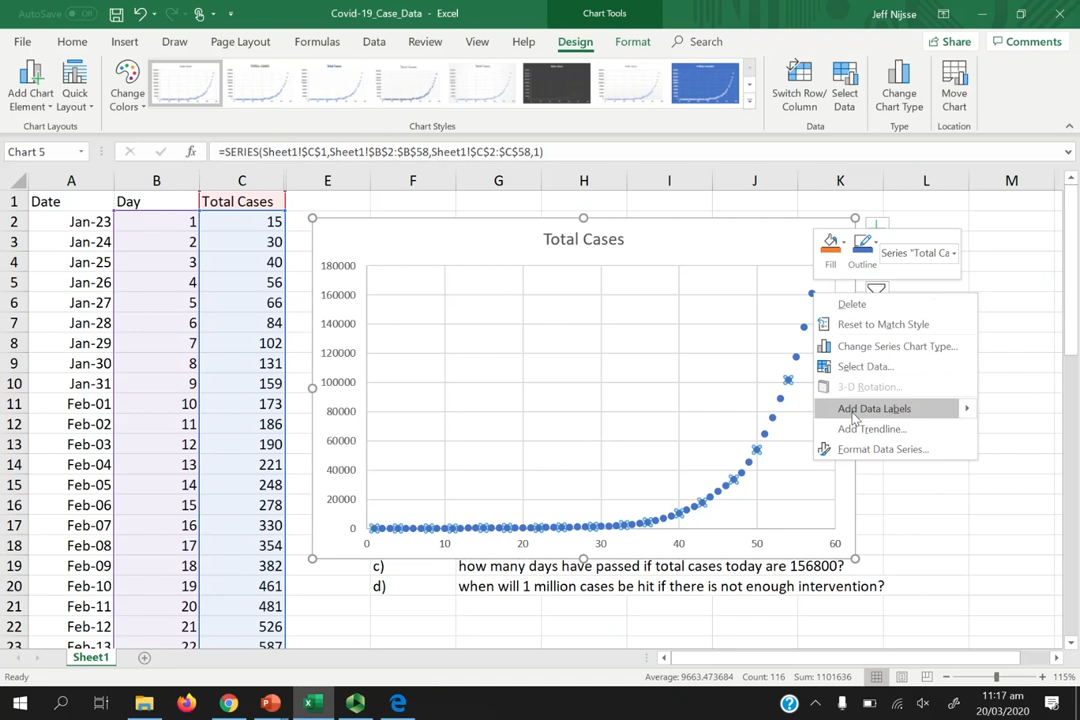 AutoSave Off
Covid-19_Case_Data - Excel
Chart Tools
Jeff Nijsse
File Home Insert Draw Page Layout Formulas Data Review View Help Design Format Search Share Comments
Add Chart Element
Quick Layout
Change Colors
Switch Row/ Column
Select Data
Change Chart Type
Move Chart
Chart Layouts Chart Styles Data Type Location
Chart 5 fx =SERIES(Sheet1!$C$1,Sheet1!$B$2:$B$58,Sheet1!$C$2:$C$58,1)
A B C E F G H I J K L M
1 Date Day Total Cases
2 Jan-23 1 15
3 Jan-24 2 30
4 Jan-25 3 40
5 Jan-26 4 56
6 Jan-27 5 66
7 Jan-28 6 84
8 Jan-29 7 102
9 Jan-30 8 131
10 Jan-31 9 159
11 Feb-01 10 173
12 Feb-02 11 186
13 Feb-03 12 190
14 Feb-04 13 221
15 Feb-05 14 248
16 Feb-06 15 278
17 Feb-07 16 330
18 Feb-08 17 354
19 Feb-09 18 382
20 Feb-10 19 461
21 Feb-11 20 481
22 Feb-12 21 526
23 Feb-13 22 587
Total Cases
180000
160000
140000
120000
100000
80000
60000
40000
20000
0
0 10 20 30 40 50 60
Fill Outline Series "Total Ca
Delete
Reset to Match Style
Change Series Chart Type...
Select Data...
3-D Rotation...
Add Data Labels
Add Trendline...
Format Data Series...
c) how many days have passed if total cases today are 156800?
d) when will 1 million cases be hit if there is not enough intervention?
Sheet1
Ready Average: 9663.473684 Count: 116 Sum: 1101636 115%
11:17 am
20/03/2020